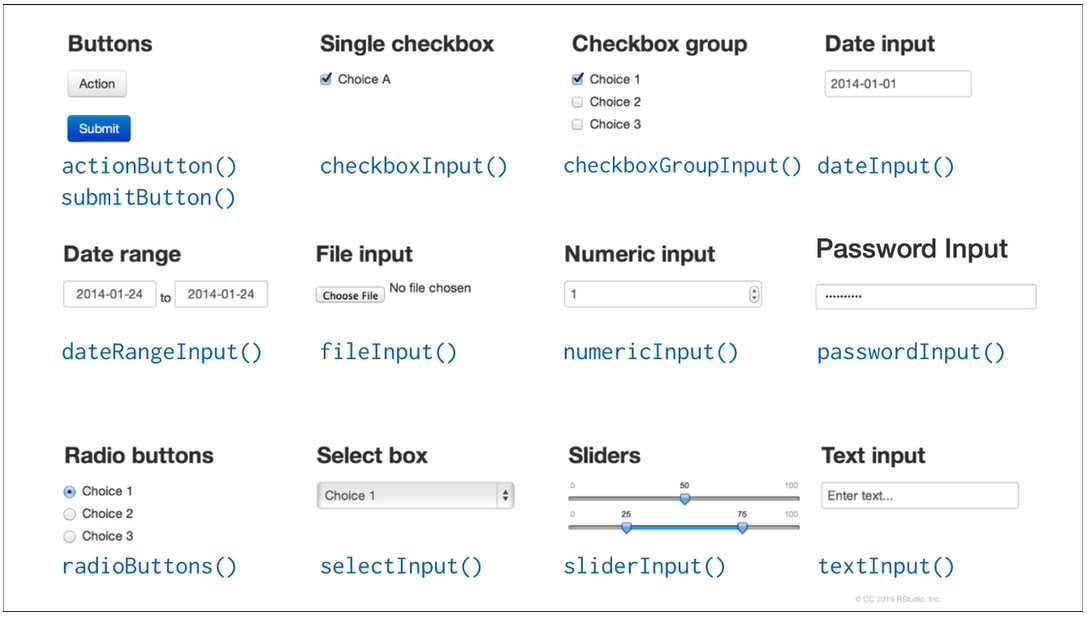 Buttons
Action
Submit
actionButton()
submitButton()
Single checkbox
Choice A
checkboxInput()
Checkbox group
Choice 1
Choice 2
Choice 3
checkboxGroupInput()
Date input
2014-01-01
dateInput()
Date range
2014-01-24 to 2014-01-24
dateRangeInput()
File input
Choose File No file chosen
fileInput()
Numeric input
1
numericInput()
Password Input
••••••••••
passwordInput()
Radio buttons
Choice 1
Choice 2
Choice 3
radioButtons()
Select box
Choice 1
selectInput()
Sliders
0 50 100
0 25 75 100
sliderInput()
Text input
Enter text...
textInput()
© CC 2015 RStudio, Inc.